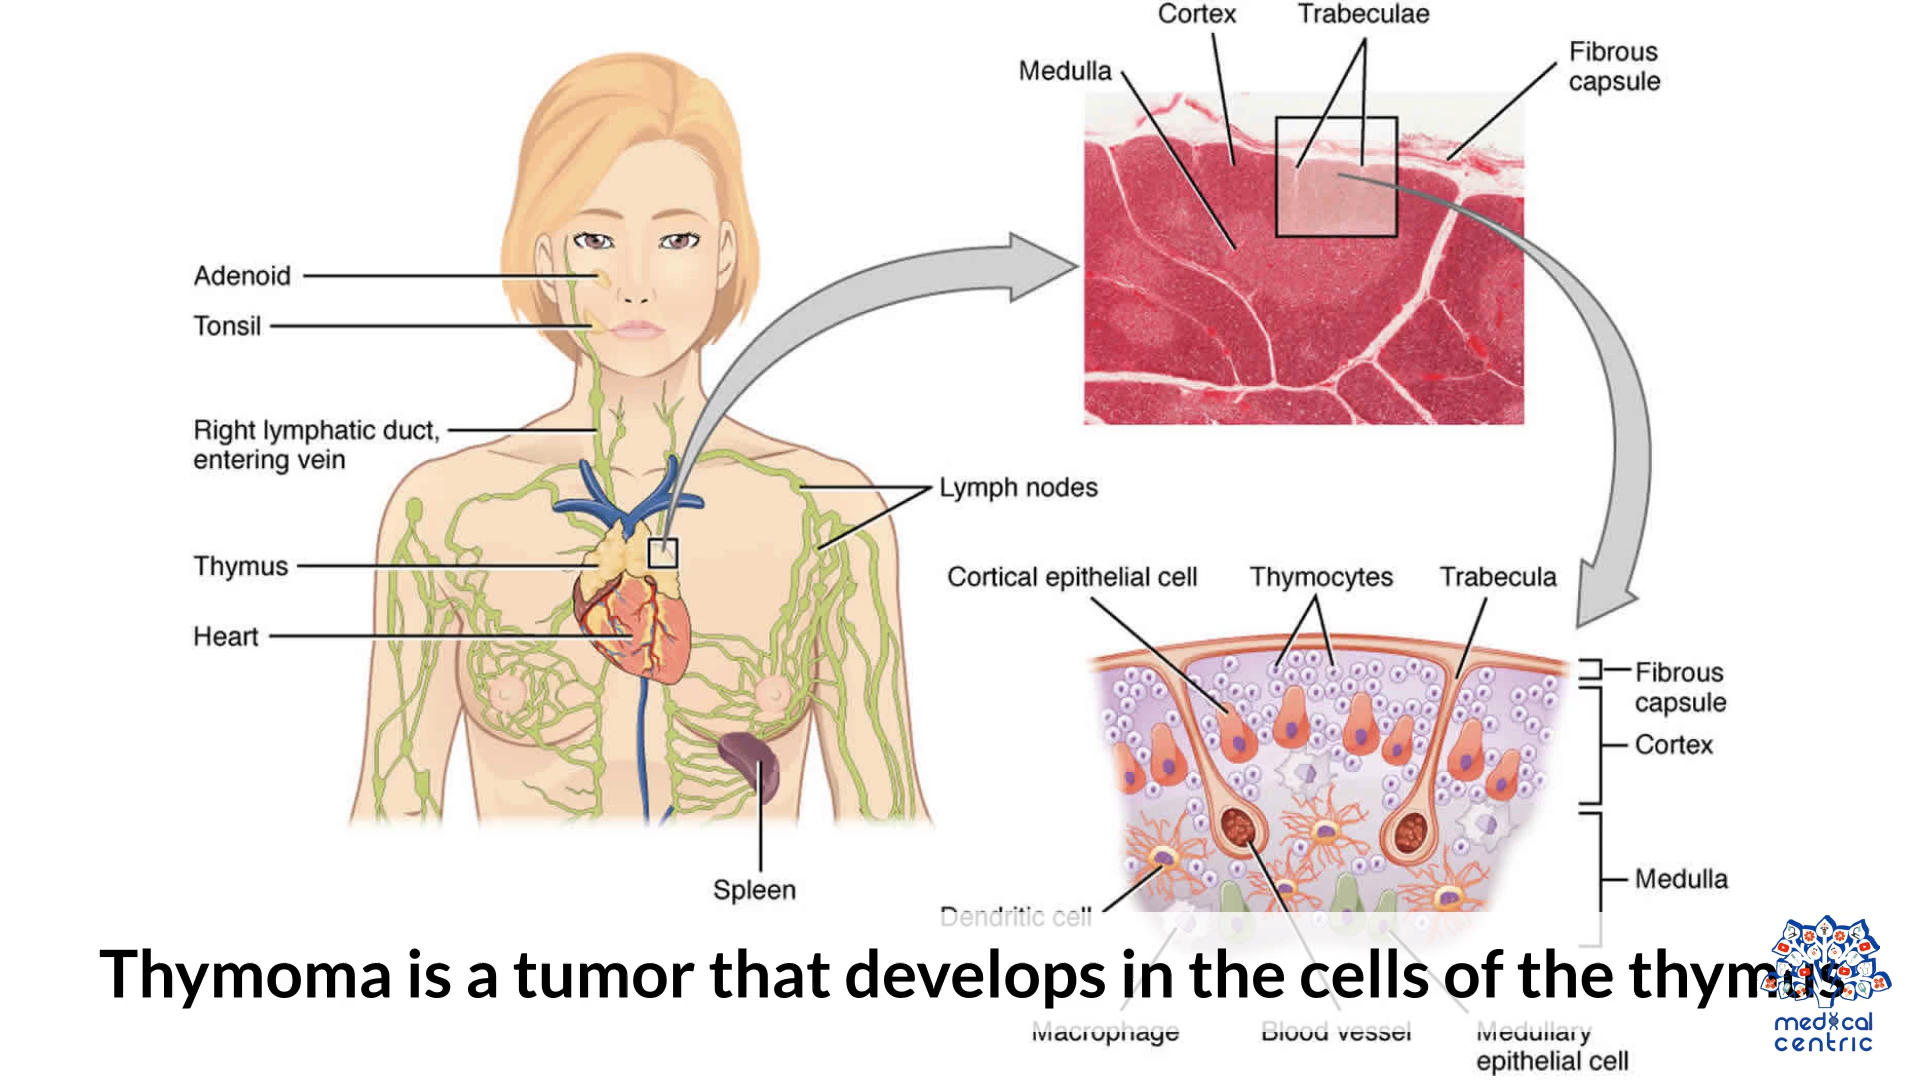 Cortex
Trabeculae
Medulla
Fibrous
capsule
Adenoid
Tonsil
Right lymphatic duct,
entering vein
Lymph nodes
Thymus
Heart
Spleen
Cortical epithelial cell
Thymocytes
Trabecula
Fibrous
capsule
Cortex
Medulla
Dendritic cell
Thymoma is a tumor that develops in the cells of the thymus
Macrophage
Blood vessel
Medullary
epithelial cell
medical
centric